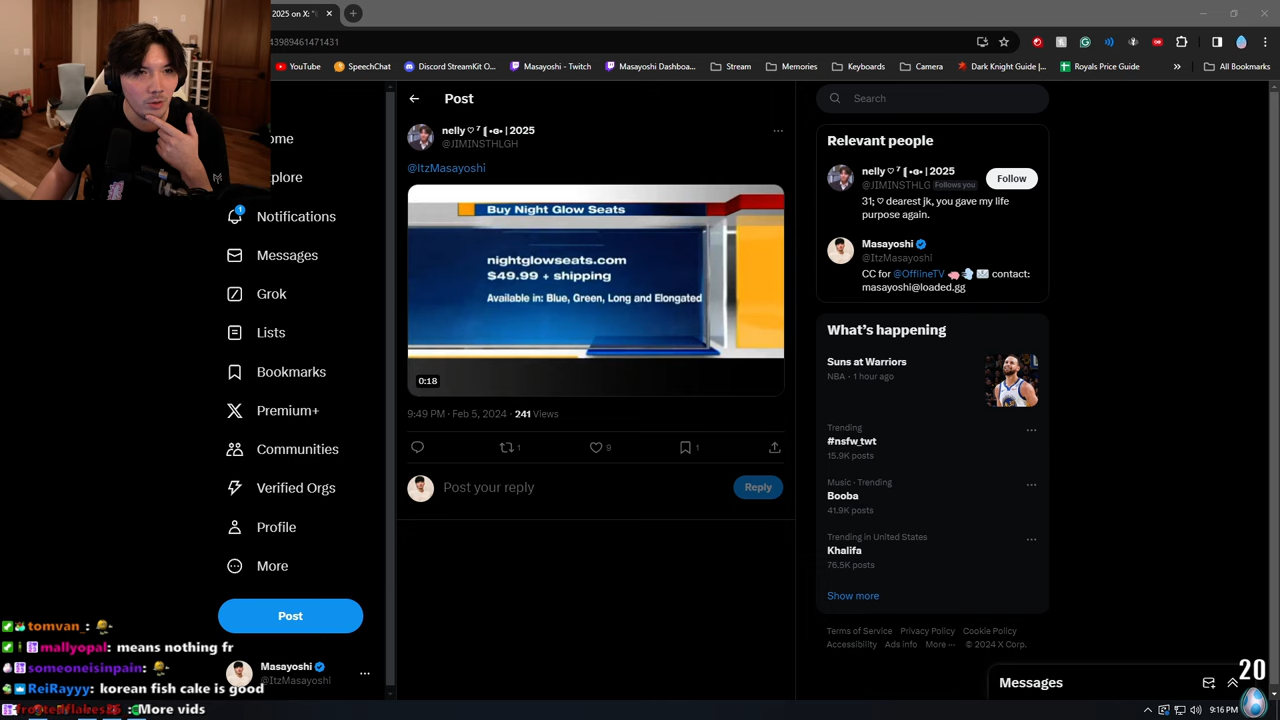 2025 on X: "
43989461471431
YouTube
SpeechChat
Discord StreamKit O...
Masayoshi - Twitch
Masayoshi Dashboa...
Stream
Memories
Keyboards
Camera
Dark Knight Guide |...
Royals Price Guide
»
All Bookmarks
ome
plore
Notifications
1
Messages
Grok
Lists
Bookmarks
Premium+
Communities
Verified Orgs
Profile
More
Post
Masayoshi
@ItzMasayoshi
Post
nelly ♡ ⁷ | 2025
@JIMINSTHLGH
@ItzMasayoshi
Buy Night Glow Seats
nightglowseats.com
$49.99 + shipping
Available in: Blue, Green, Long and Elongated
0:18
9:49 PM · Feb 5, 2024 · 241 Views
1
9
1
Post your reply
Reply
Search
Relevant people
nelly ♡ ⁷ | 2025
@JIMINSTHLG Follows you
Follow
31; ♡ dearest jk, you gave my life
purpose again.
Masayoshi
@ItzMasayoshi
CC for @OfflineTV 🐷💨 ✉️ contact:
masayoshi@loaded.gg
What's happening
Suns at Warriors
NBA · 1 hour ago
Trending
#nsfw_twt
15.9K posts
Music · Trending
Booba
41.9K posts
Trending in United States
Khalifa
76.5K posts
Show more
Terms of Service Privacy Policy Cookie Policy
Accessibility Ads info More ··· © 2024 X Corp.
Messages
20
tomvan_:
mallyopal: means nothing fr
someoneisinpain:
ReiRayyy: korean fish cake is good
: More vids
9:16 PM